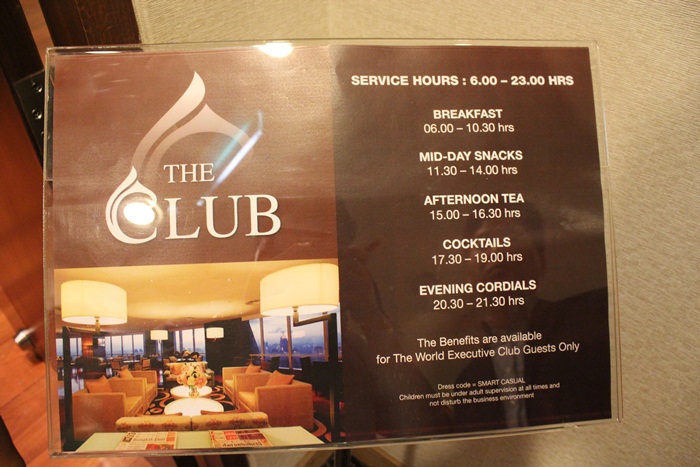 THE
CLUB
SERVICE HOURS : 6.00 – 23.00 HRS
BREAKFAST
06.00 – 10.30 hrs
MID-DAY SNACKS
11.30 – 14.00 hrs
AFTERNOON TEA
15.00 – 16.30 hrs
COCKTAILS
17.30 – 19.00 hrs
EVENING CORDIALS
20.30 – 21.30 hrs
The Benefits are available
for The World Executive Club Guests Only
Dress code = SMART CASUAL
Children must be under adult supervision at all times and
not disturb the business environment